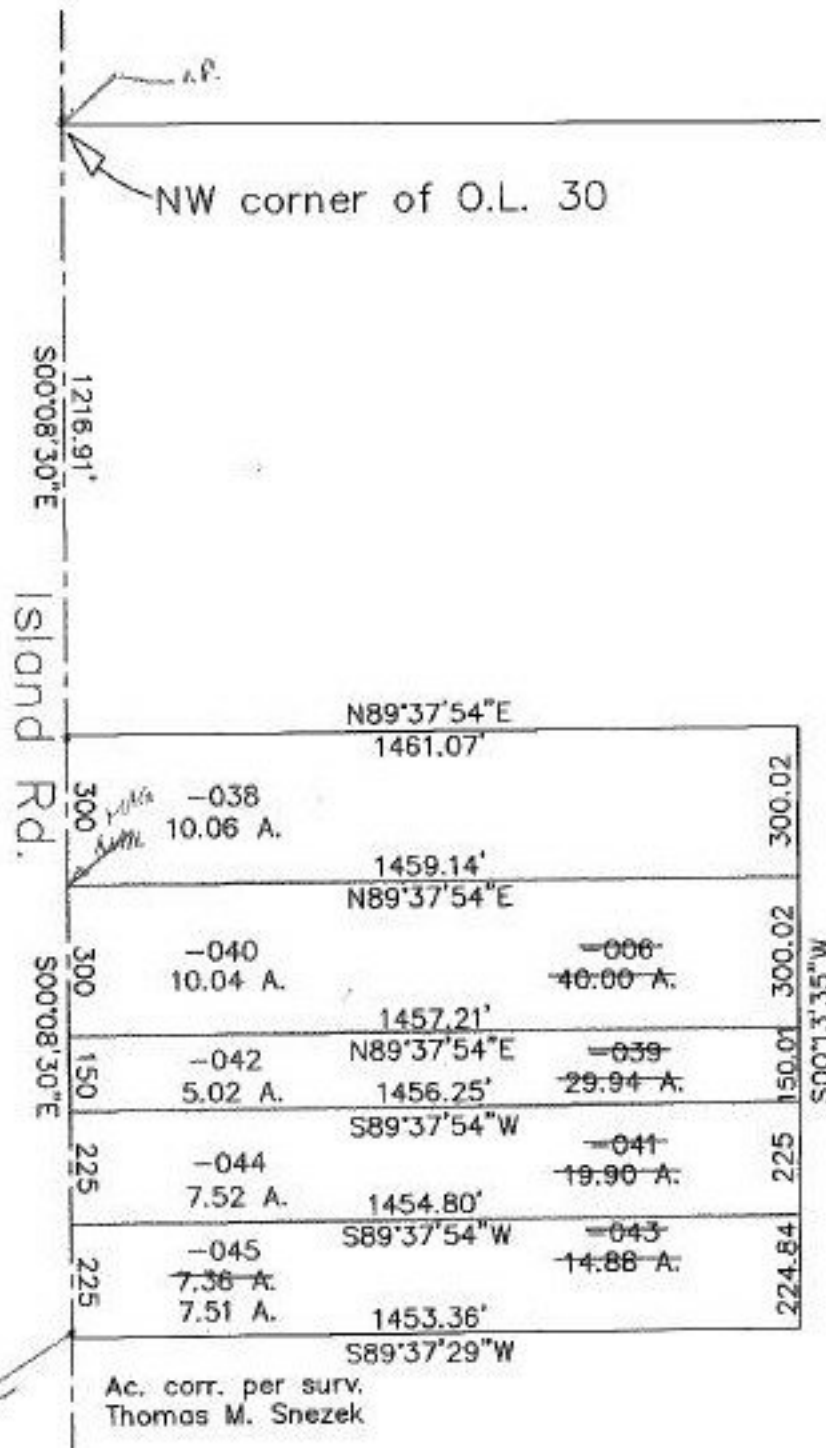 NW corner of O.L. 30
1216.91'
S00°08'30"E
Island Rd.
N89°37'54"E
1461.07'
300
-038
10.06 A.
300.02
1459.14'
N89°37'54"E
300
-040
10.04 A.
-006
40.00 A.
300.02
1457.21'
N89°37'54"E
S00°08'30"E
150
-042
5.02 A.
1456.25'
-039
29.94 A.
150.01
S00°13'35"W
S89°37'54"W
225
-044
7.52 A.
-041
19.90 A.
225
1454.80'
S89°37'54"W
225
-045
7.36 A.
7.51 A.
-043
14.88 A.
224.84
1453.36'
S89°37'29"W
Ac. corr. per surv.
Thomas M. Snezek